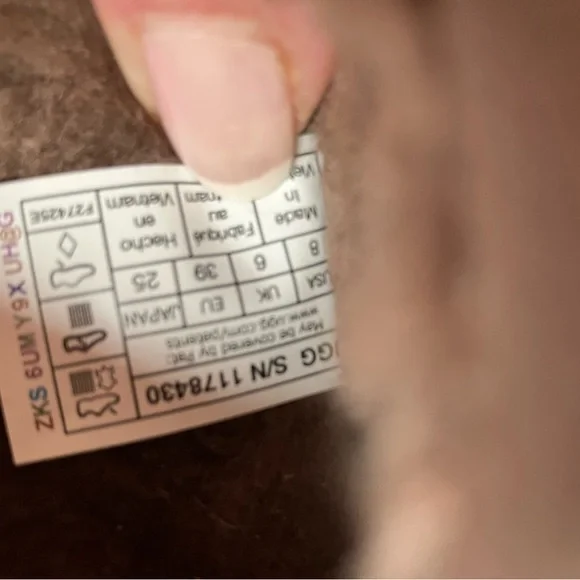 GG S/N 1178430
May be covered by Pat:
www.ugg.com/patents
USA UK EU JAPAN
8 6 39 25
Made Fabriqué Hecho
in au en
Vietnam
F27425E
ZKS 6UM Y9X